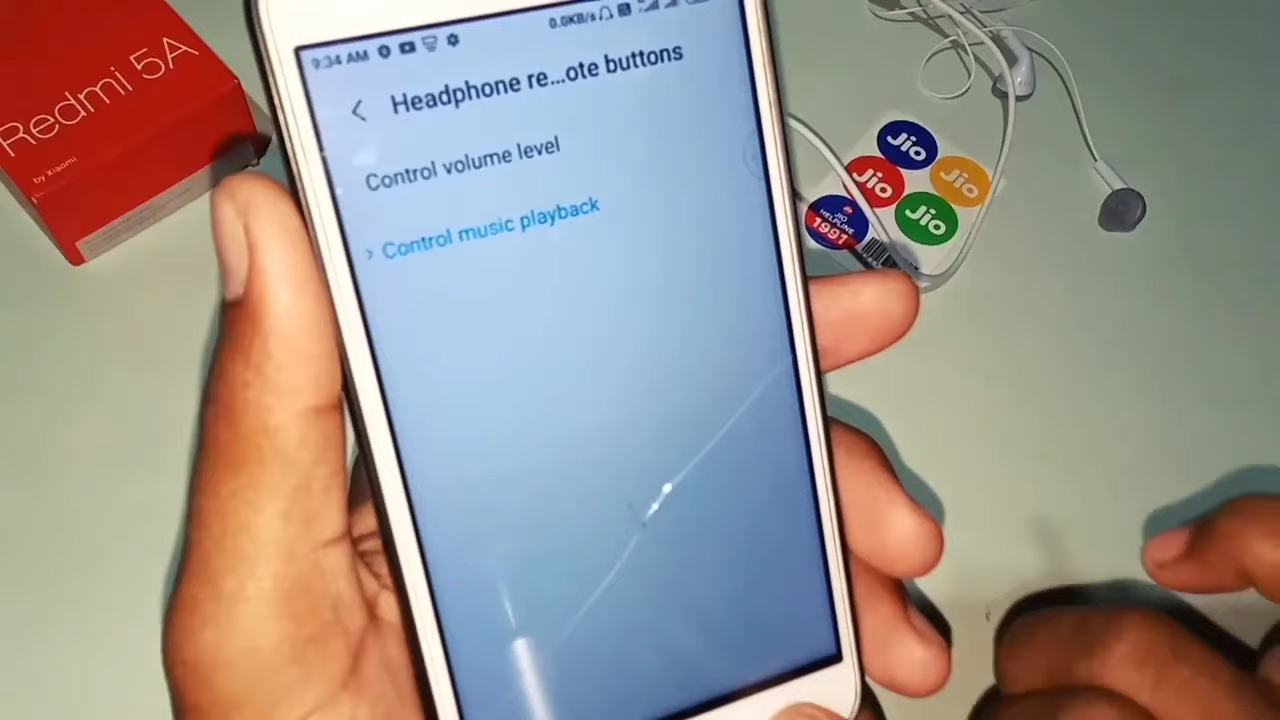 Redmi 5A
by Xiaomi
9:34 AM
0.0KB/s
Headphone re...ote buttons
Control volume level
Control music playback
Jio
Jio
Jio
Jio
JIO
HELPLINE
1991